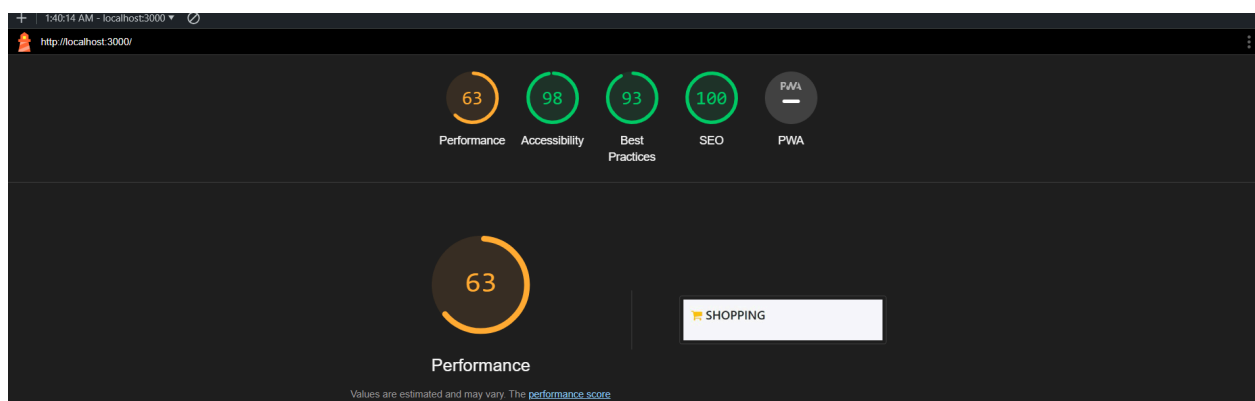 1:40:14 AM - localhost:3000
http://localhost:3000/
PWA
63 98 93 100
Performance Accessibility Best Practices SEO PWA
63
SHOPPING
Performance
Values are estimated and may vary. The performance score